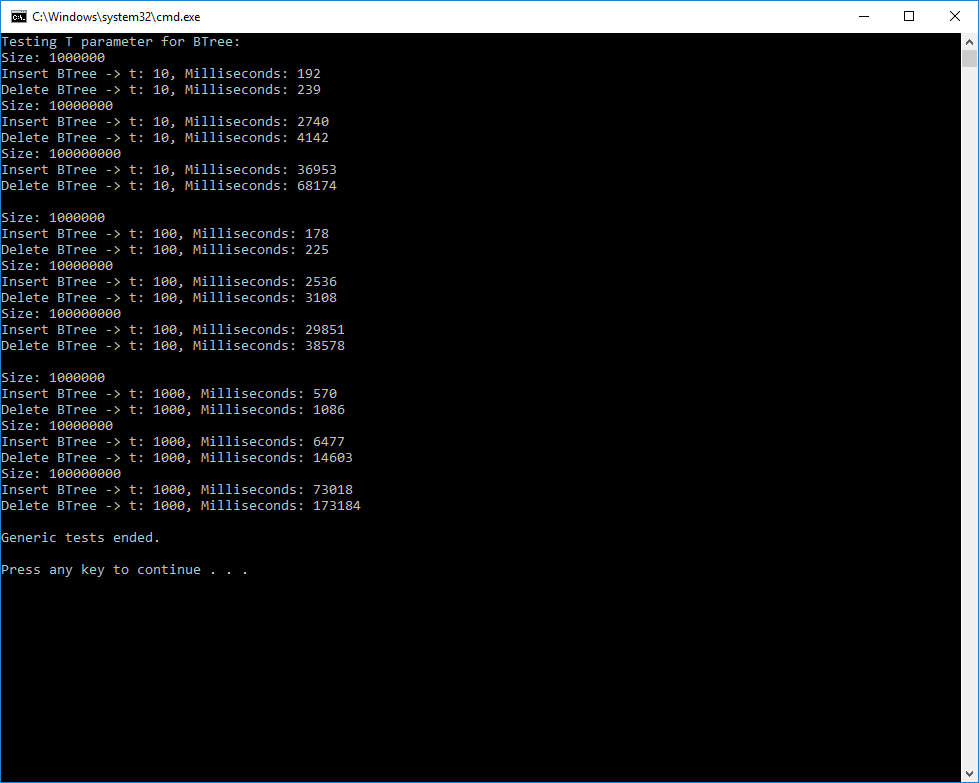 C:\Windows\system32\cmd.exe
Testing T parameter for BTree:
Size: 1000000
Insert BTree -> t: 10, Milliseconds: 192
Delete BTree -> t: 10, Milliseconds: 239
Size: 10000000
Insert BTree -> t: 10, Milliseconds: 2740
Delete BTree -> t: 10, Milliseconds: 4142
Size: 100000000
Insert BTree -> t: 10, Milliseconds: 36953
Delete BTree -> t: 10, Milliseconds: 68174
Size: 1000000
Insert BTree -> t: 100, Milliseconds: 178
Delete BTree -> t: 100, Milliseconds: 225
Size: 10000000
Insert BTree -> t: 100, Milliseconds: 2536
Delete BTree -> t: 100, Milliseconds: 3108
Size: 100000000
Insert BTree -> t: 100, Milliseconds: 29851
Delete BTree -> t: 100, Milliseconds: 38578
Size: 1000000
Insert BTree -> t: 1000, Milliseconds: 570
Delete BTree -> t: 1000, Milliseconds: 1086
Size: 10000000
Insert BTree -> t: 1000, Milliseconds: 6477
Delete BTree -> t: 1000, Milliseconds: 14603
Size: 100000000
Insert BTree -> t: 1000, Milliseconds: 73018
Delete BTree -> t: 1000, Milliseconds: 173184
Generic tests ended.
Press any key to continue . . .